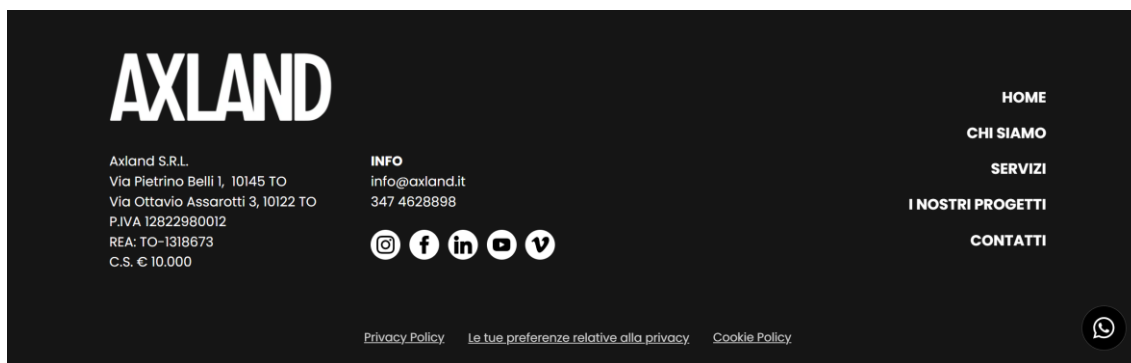 AXLAND
Axland S.R.L.
Via Pietrino Belli 1, 10145 TO
Via Ottavio Assarotti 3, 10122 TO
P.IVA 12822980012
REA: TO-1318673
C.S. € 10.000
INFO
info@axland.it
347 4628898
HOME
CHI SIAMO
SERVIZI
I NOSTRI PROGETTI
CONTATTI
Privacy Policy Le tue preferenze relative alla privacy Cookie Policy